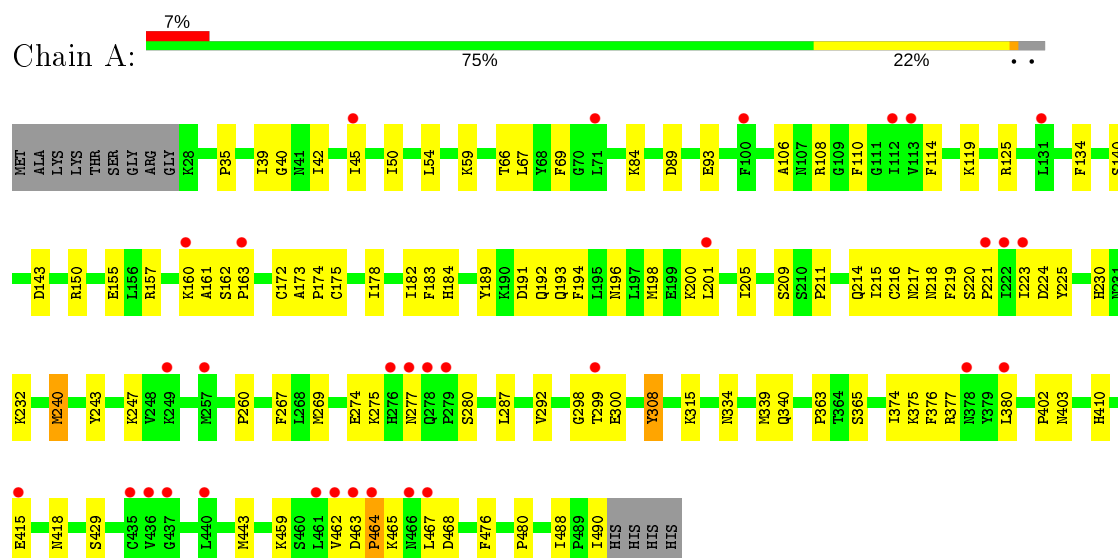 7%
Chain A:
75% 22% • •
MET ALA LYS LYS THR SER GLY ARG GLY K28 P35 I39 G40 N41 I42 I45 I50 L54 K59 T66 L67 Y68 F69 G70 L71 K84 D89 E93 F100 A106 N107 R108 G109 F110 G111 I112 V113 F114 K119 R125 L131 F134 S140
D143 R150 E155 L156 R157 K160 A161 S162 P163 C172 A173 P174 C175 I178 I182 F183 H184 Y189 K190 D191 Q192 Q193 F194 L195 N196 L197 M198 E199 K200 L201 I205 S209 S210 P211 Q214 I215 C216 N217 N218 F219 S220 P221 I222 I223 D224 Y225 H230 N231
K232 M240 Y243 K247 V248 K249 M257 P260 F267 L268 M269 E274 K275 H276 N277 Q278 P279 S280 L287 V292 G298 T299 E300 Y308 K315 N334 M339 Q340 P363 T364 S365 I374 K375 F376 R377 N378 Y379 L380 P402 N403 H410
E415 N418 S429 C435 V436 G437 L440 M443 K459 S460 L461 V462 D463 P464 K465 N466 L467 D468 F476 P480 I488 P489 I490 HIS HIS HIS HIS